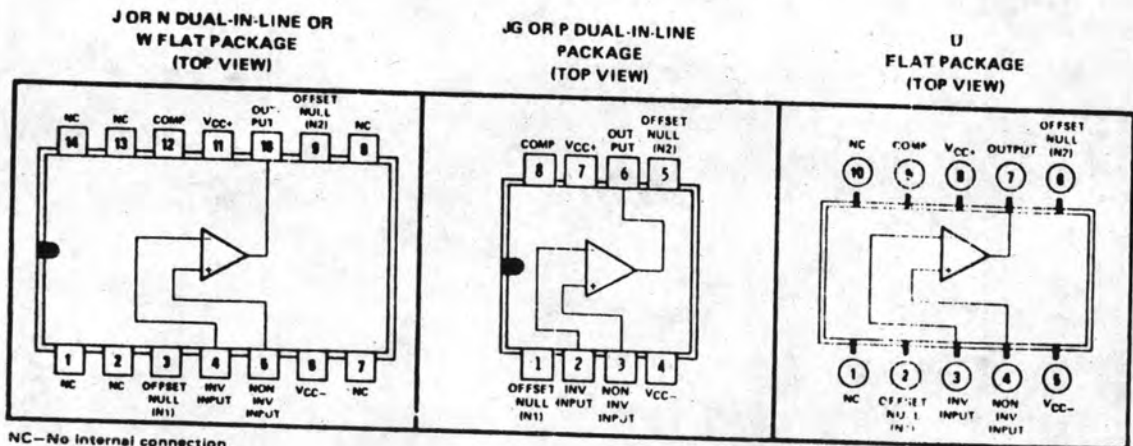 J OR N DUAL-IN-LINE OR
W FLAT PACKAGE
(TOP VIEW)
NC NC COMP VCC+ OUT PUT OFFSET NULL (N2) NC
14 13 12 11 10 9 8
1 2 3 4 5 6 7
NC NC OFFSET NULL (N1) INV INPUT NON INV INPUT VCC− NC
JG OR P DUAL-IN-LINE
PACKAGE
(TOP VIEW)
COMP VCC+ OUT PUT OFFSET NULL (N2)
8 7 6 5
1 2 3 4
OFFSET NULL (N1) INV INPUT NON INV INPUT VCC−
U
FLAT PACKAGE
(TOP VIEW)
NC COMP VCC+ OUTPUT OFFSET NULL (N2)
10 9 8 7 6
1 2 3 4 5
NC OFFSET NULL INV INPUT NON INV INPUT VCC−
NC—No internal connection